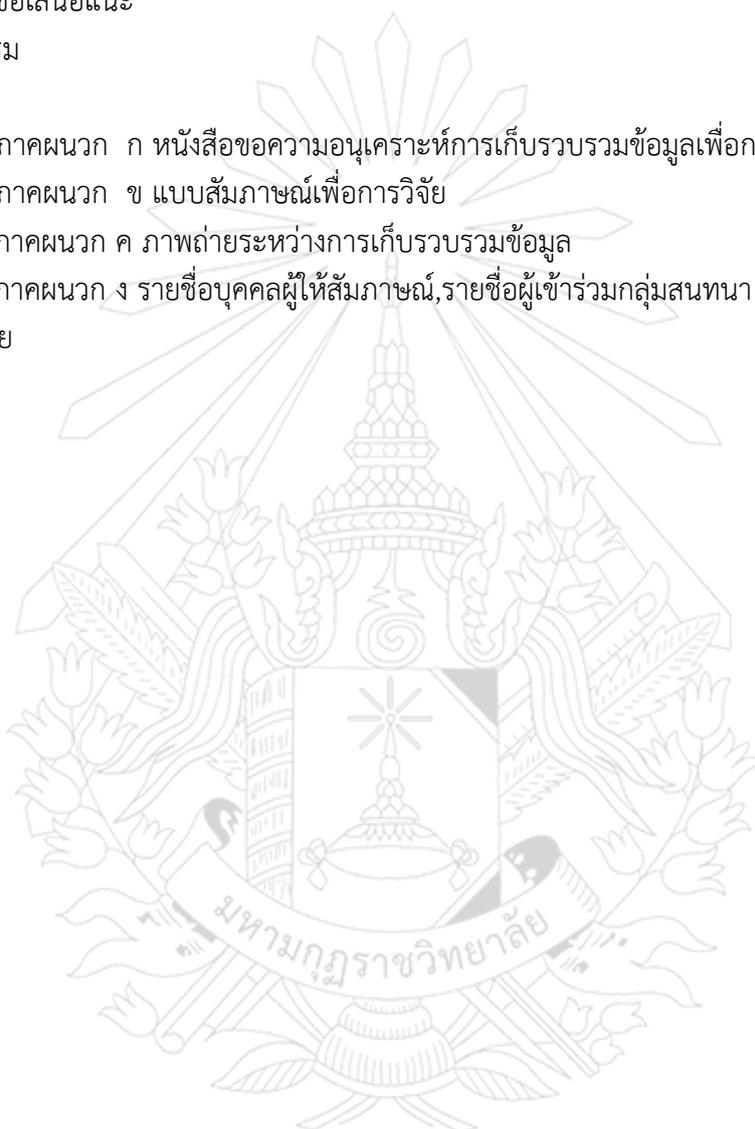 ข้อเสนอแนะ
รม
ภาคผนวก ก หนังสือขอความอนุเคราะห์การเก็บรวบรวมข้อมูลเพื่อก
ภาคผนวก ข แบบสัมภาษณ์เพื่อการวิจัย
ภาคผนวก ค ภาพถ่ายระหว่างการเก็บรวบรวมข้อมูล
ภาคผนวก ง รายชื่อบุคคลผู้ให้สัมภาษณ์,รายชื่อผู้เข้าร่วมกลุ่มสนทนา
ย
มหามกุฏราชวิทยาลัย